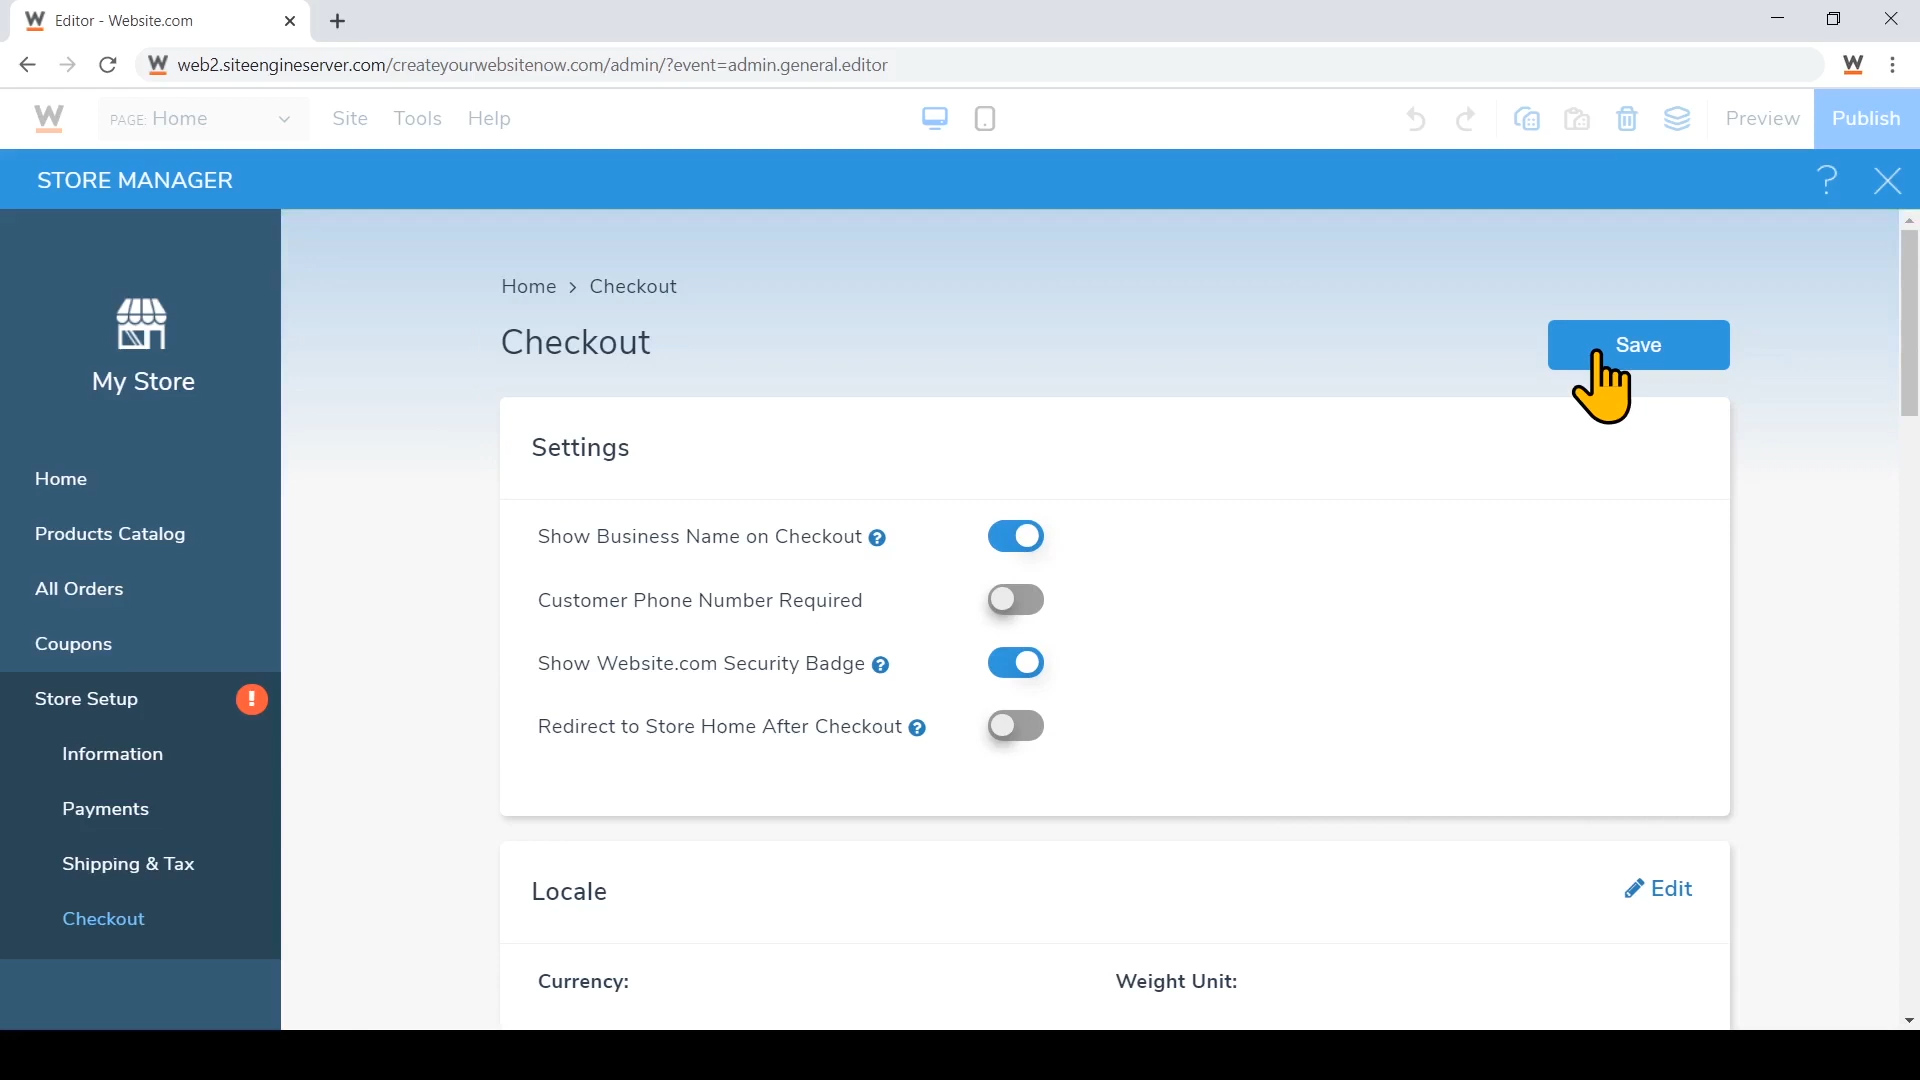 Editor - Website.com
web2.siteengineserver.com/createyourwebsitenow.com/admin/?event=admin.general.editor
PAGE: Home
Site
Tools
Help
Preview
Publish
STORE MANAGER
My Store
Home
Products Catalog
All Orders
Coupons
Store Setup
Information
Payments
Shipping & Tax
Checkout
Home > Checkout
Checkout
Save
Settings
Show Business Name on Checkout
Customer Phone Number Required
Show Website.com Security Badge
Redirect to Store Home After Checkout
Locale
Edit
Currency:
Weight Unit: